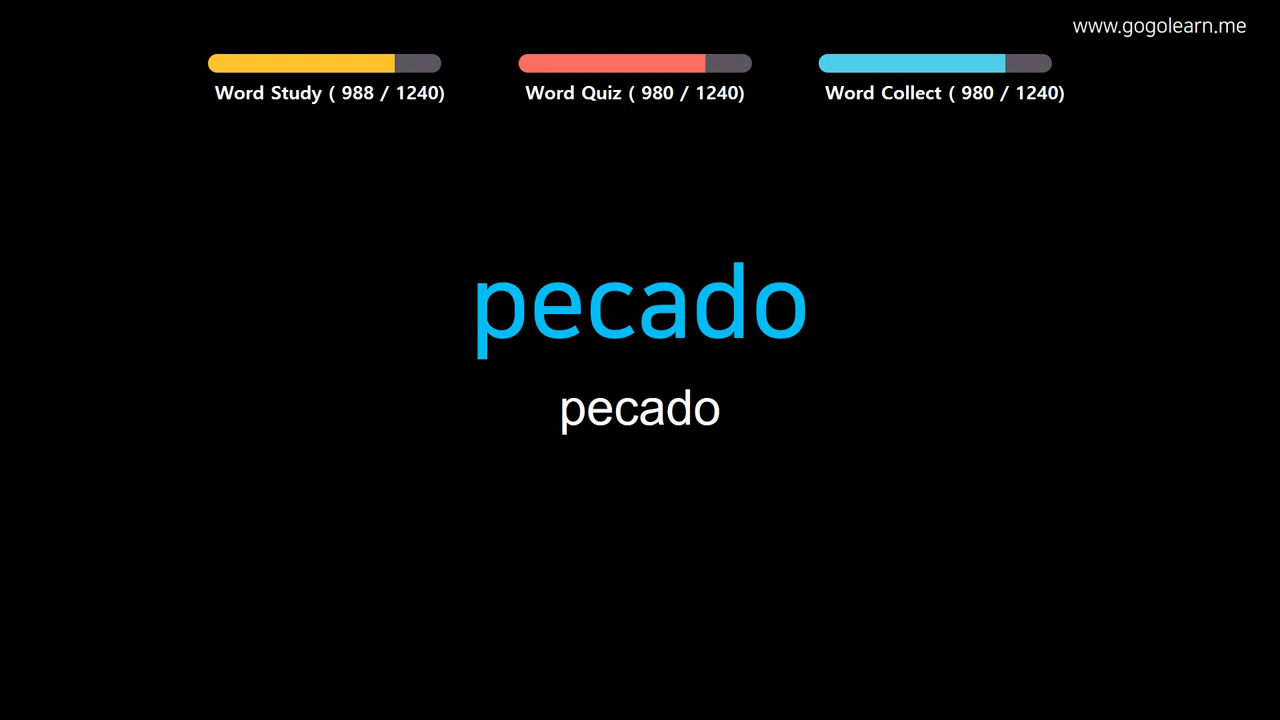 www.gogolearn.me
Word Study ( 988 / 1240)
Word Quiz ( 980 / 1240)
Word Collect ( 980 / 1240)
pecado
pecado